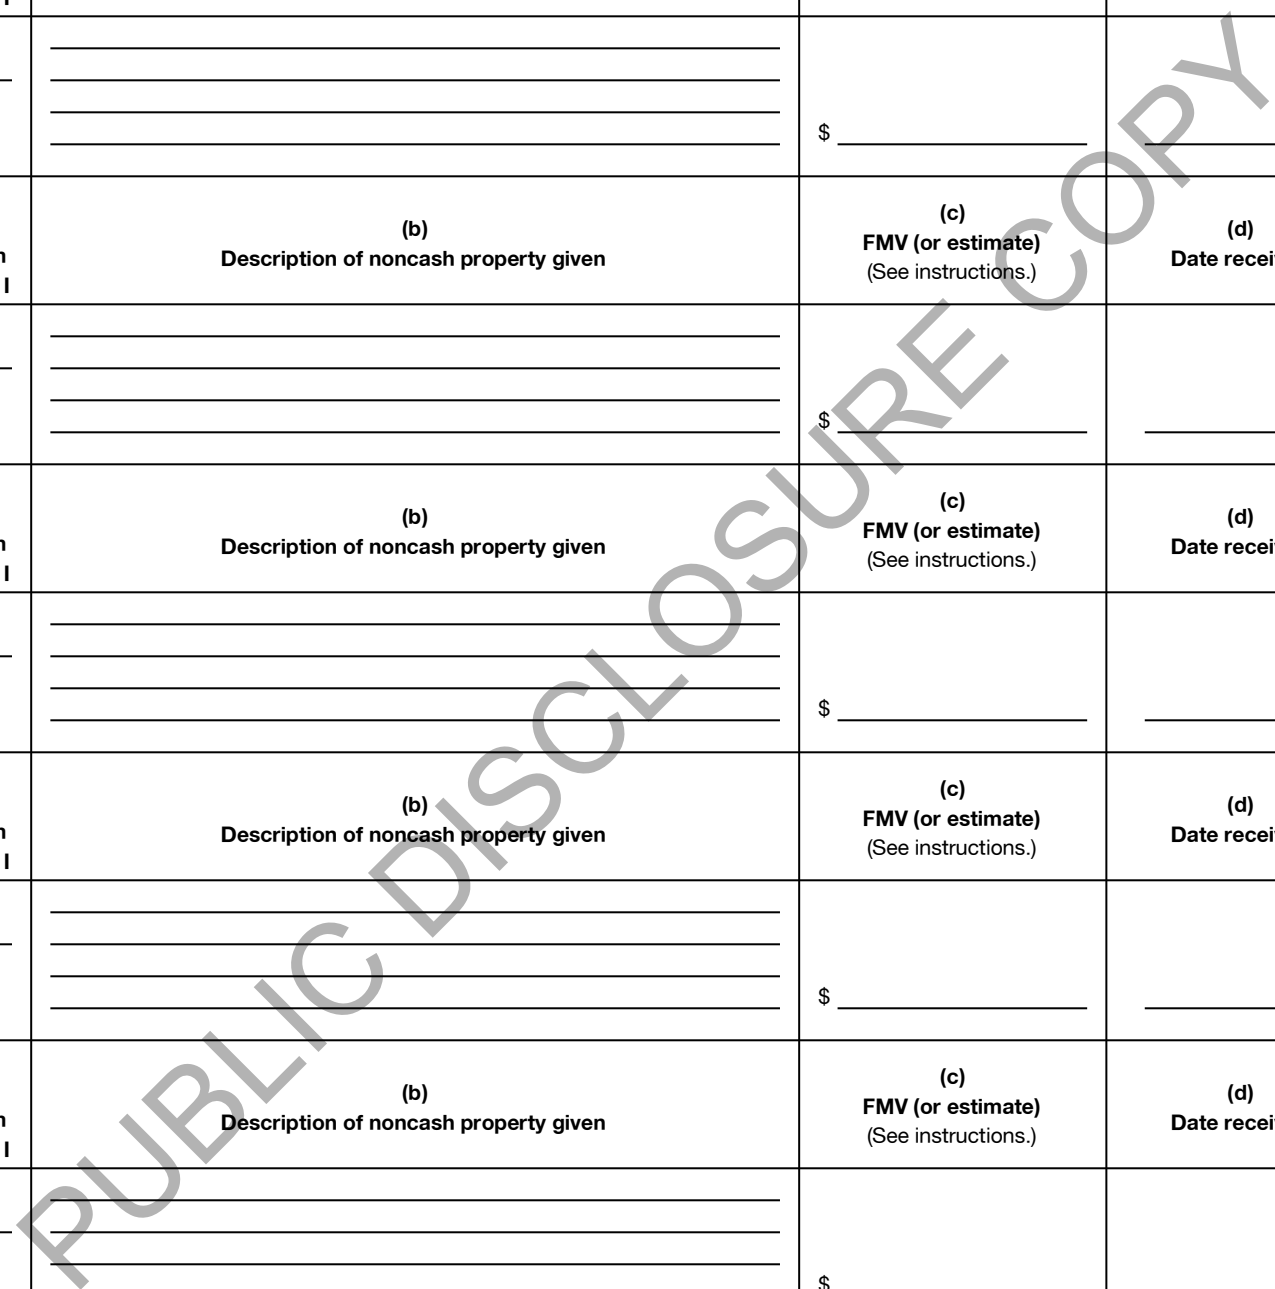 $
(b)
Description of noncash property given
(c)
FMV (or estimate)
(See instructions.)
(d)
Date recei
$
(b)
Description of noncash property given
(c)
FMV (or estimate)
(See instructions.)
(d)
Date recei
$
(b)
Description of noncash property given
(c)
FMV (or estimate)
(See instructions.)
(d)
Date recei
$
(b)
Description of noncash property given
(c)
FMV (or estimate)
(See instructions.)
(d)
Date recei
$
PUBLIC DISCLOSURE COPY